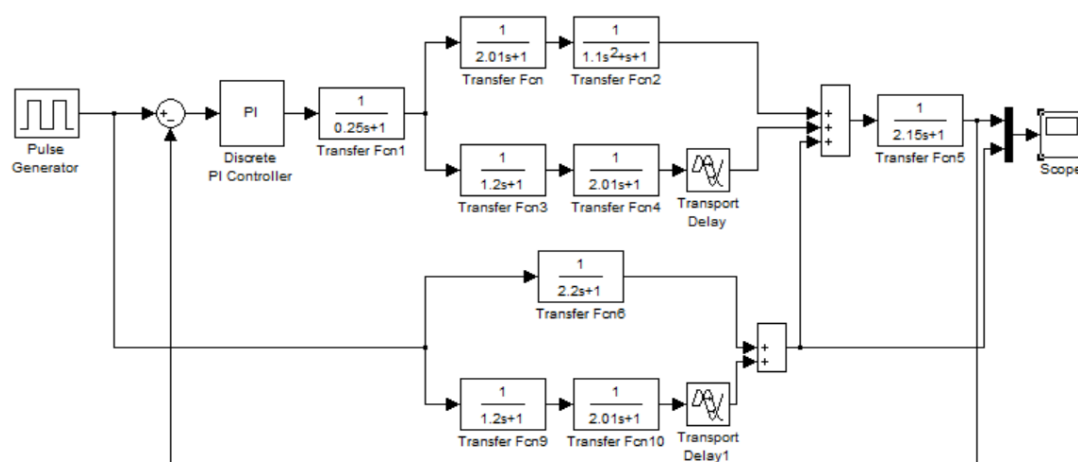 1
2.01s+1
Transfer Fcn
1
1.1s²+s+1
Transfer Fcn2
Pulse
Generator
+
−
PI
Discrete
PI Controller
1
0.25s+1
Transfer Fcn1
1
1.2s+1
Transfer Fcn3
1
2.01s+1
Transfer Fcn4
Transport
Delay
+
+
+
1
2.15s+1
Transfer Fcn5
Scope
1
2.2s+1
Transfer Fcn6
+
+
1
1.2s+1
Transfer Fcn9
1
2.01s+1
Transfer Fcn10
Transport
Delay1